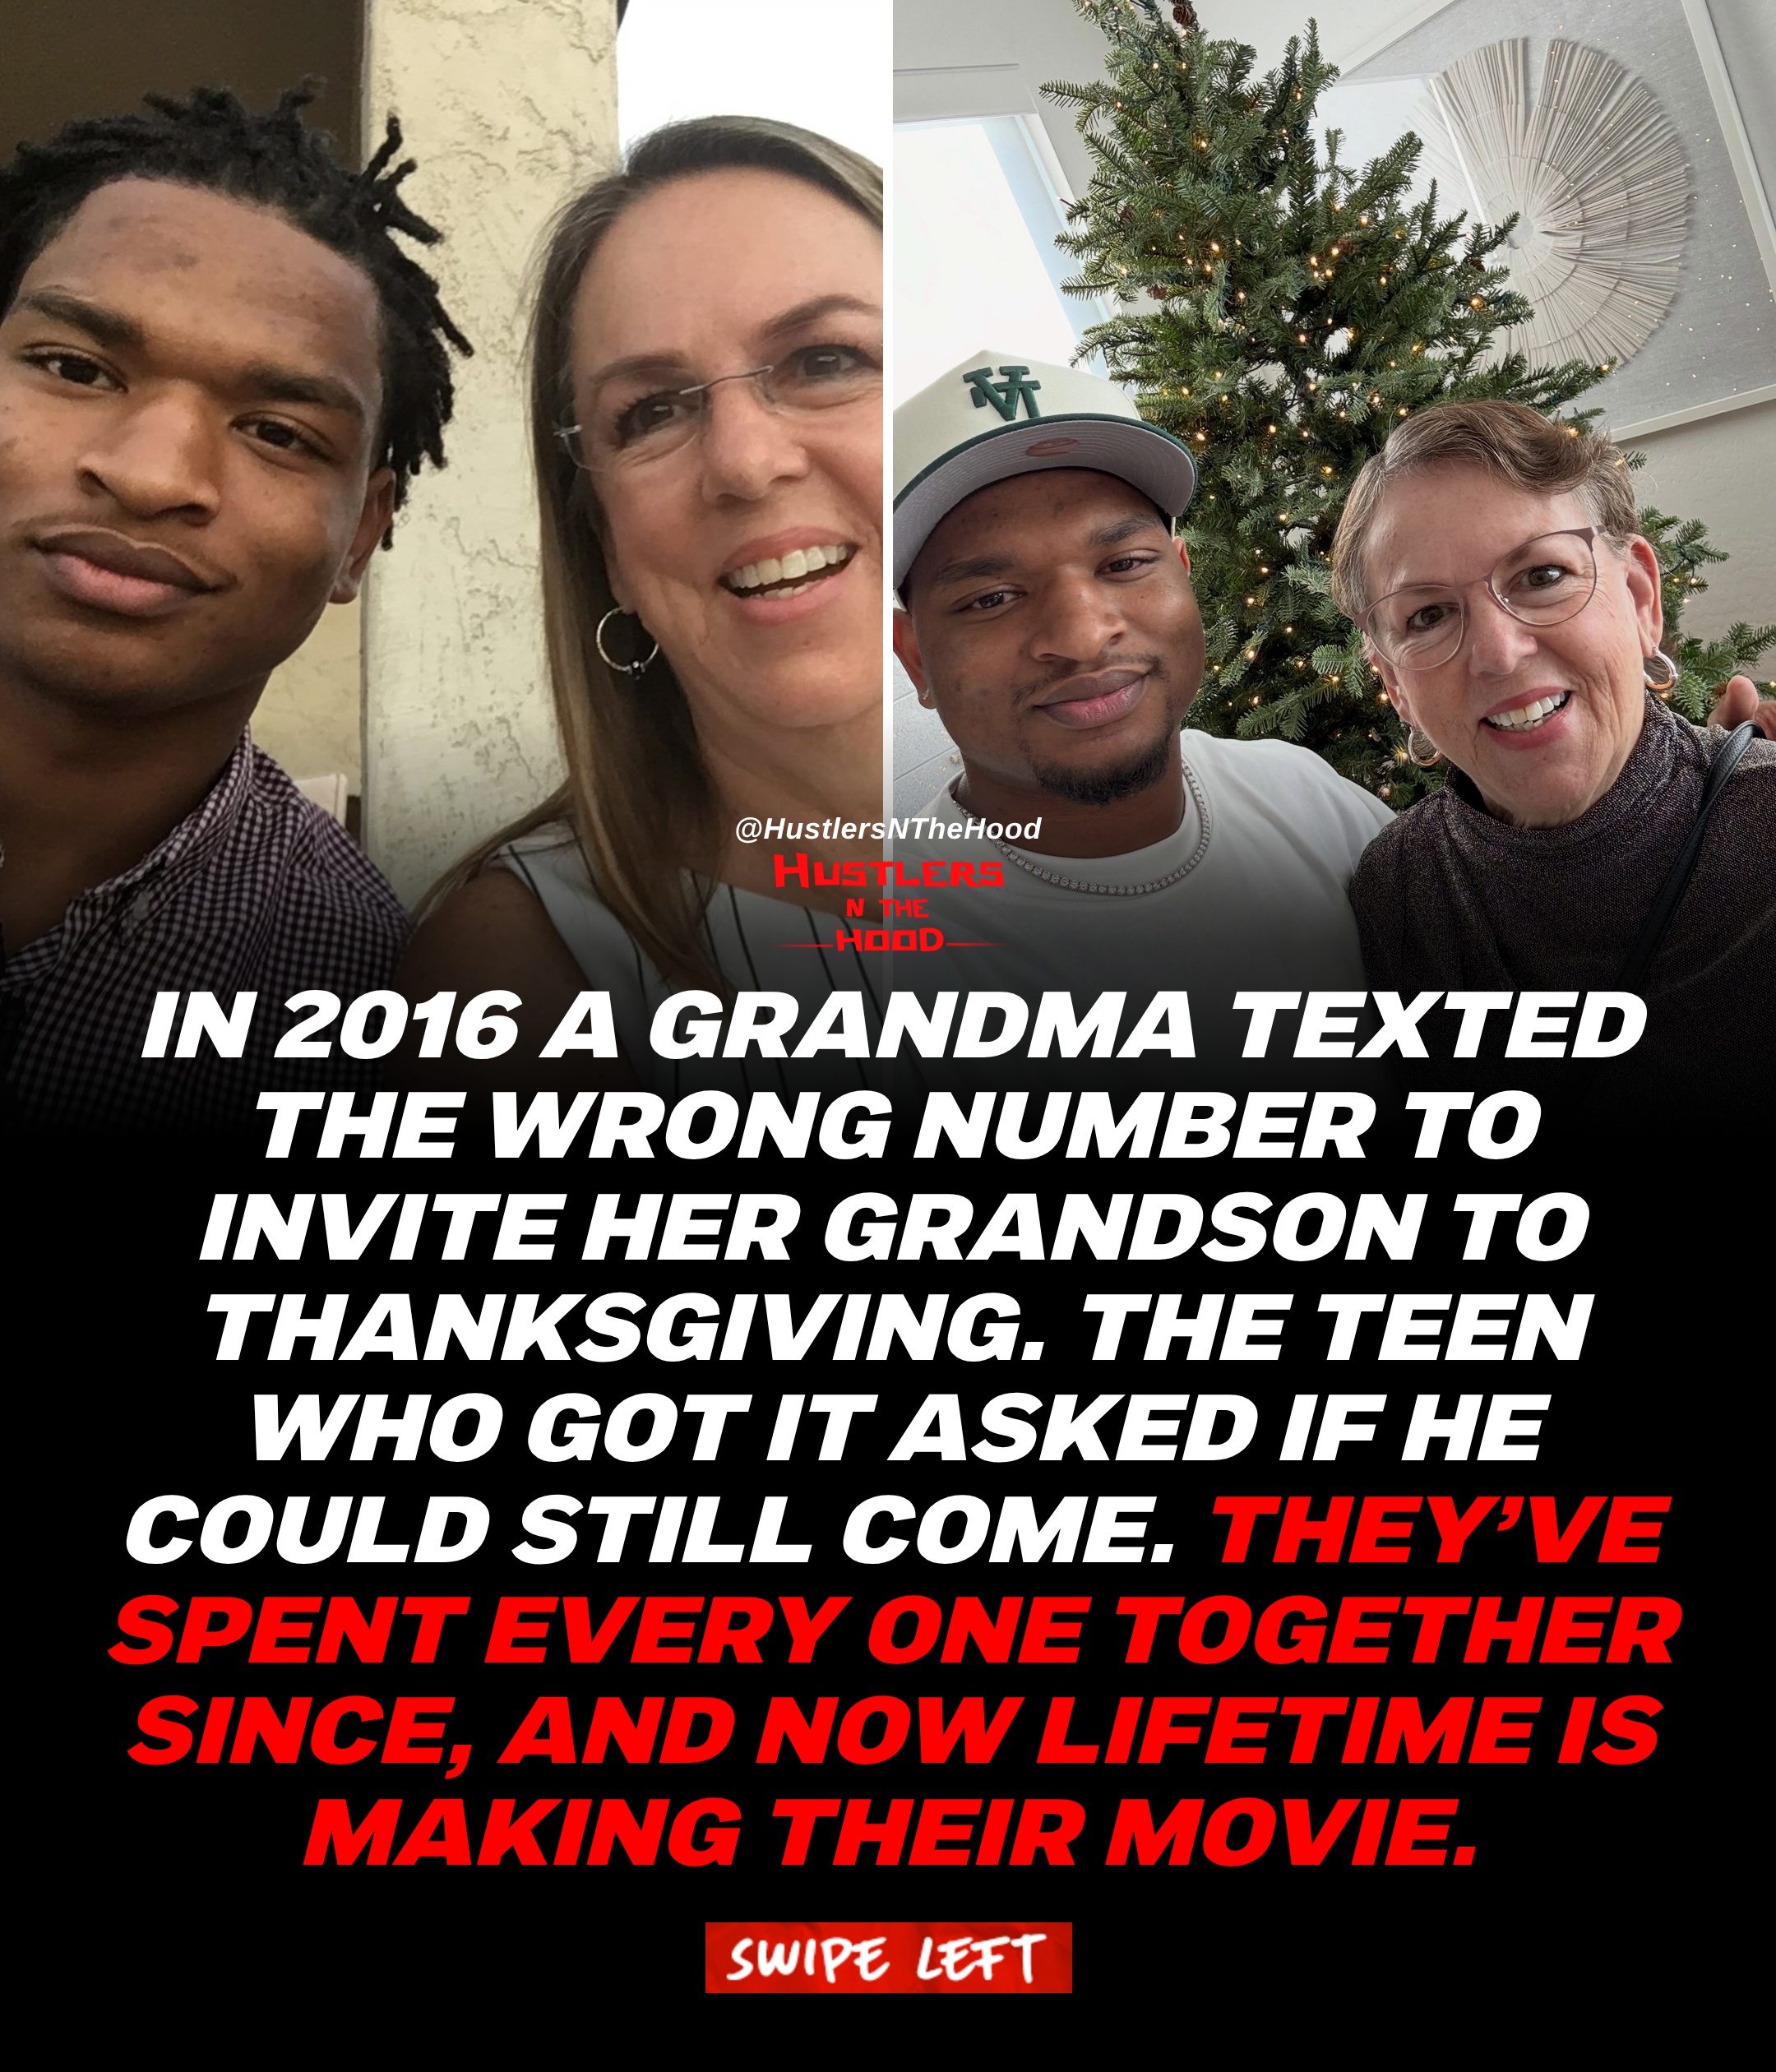 @HustlersNTheHood
HUSTLERS
N THE
HOOD
IN 2016 A GRANDMA TEXTED
THE WRONG NUMBER TO
INVITE HER GRANDSON TO
THANKSGIVING. THE TEEN
WHO GOT IT ASKED IF HE
COULD STILL COME. THEY’VE
SPENT EVERY ONE TOGETHER
SINCE, AND NOW LIFETIME IS
MAKING THEIR MOVIE.
SWIPE LEFT